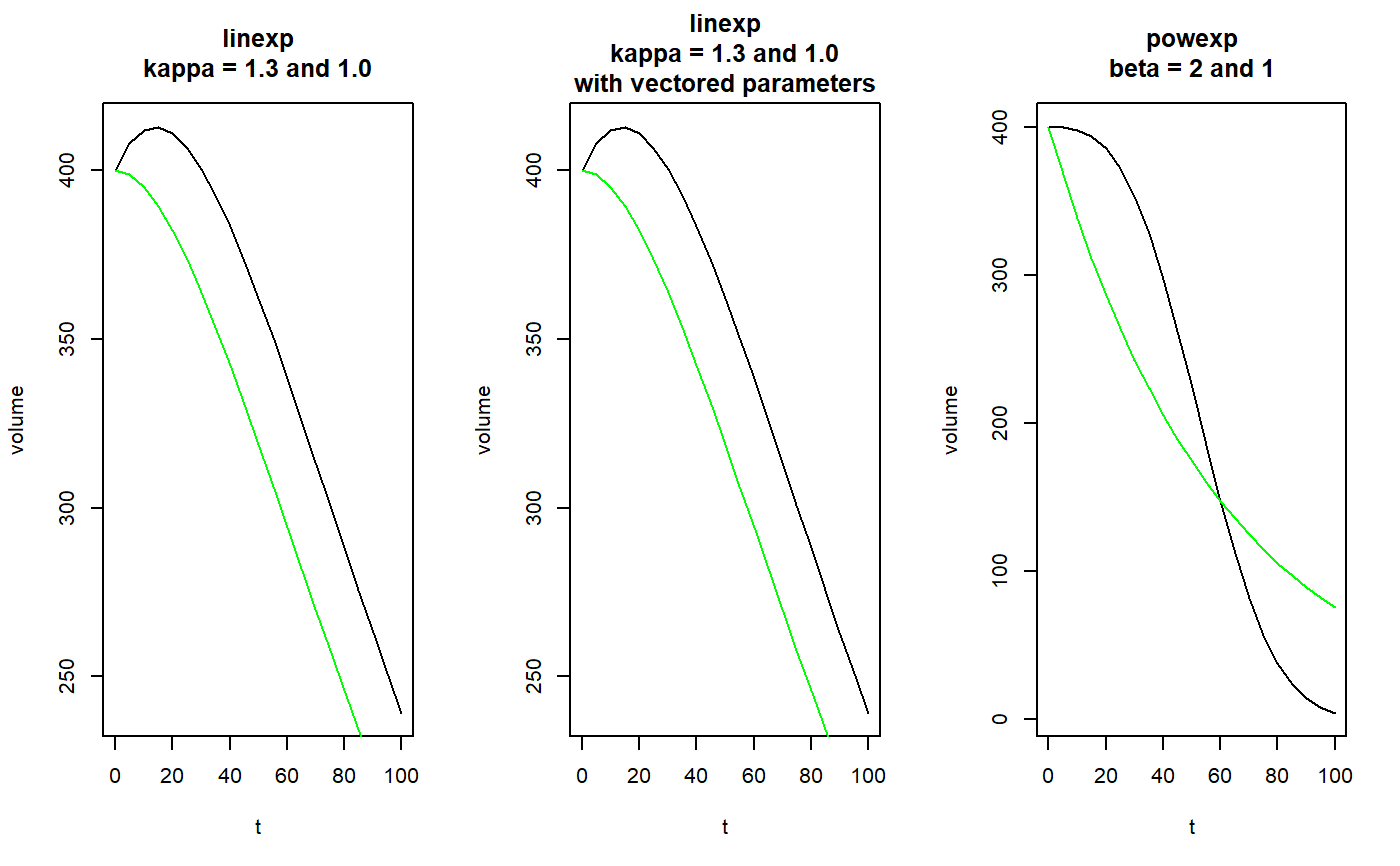 linexp
kappa = 1.3 and 1.0
volume
400
350
300
250
0 20 40 60 80 100
t
linexp
kappa = 1.3 and 1.0
with vectored parameters
volume
400
350
300
250
0 20 40 60 80 100
t
powexp
beta = 2 and 1
volume
400
300
200
100
0
0 20 40 60 80 100
t